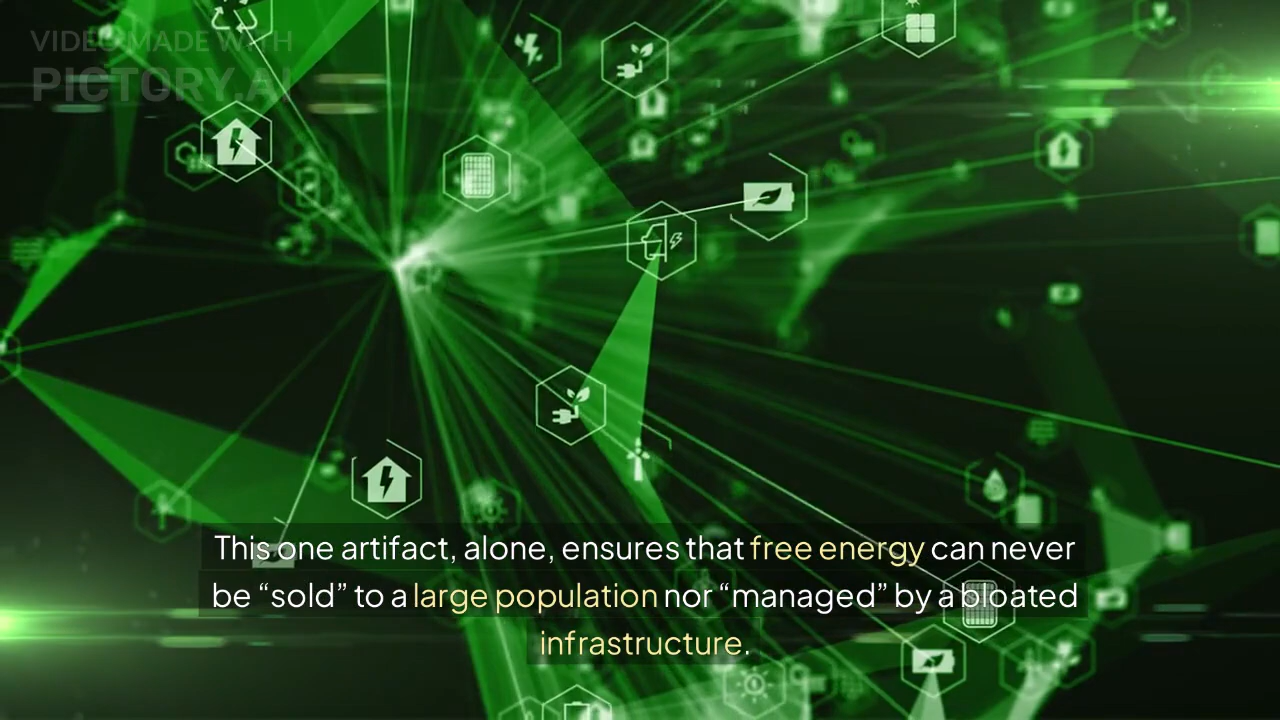 VIDEO MADE WITH
PICTORY.AI
This one artifact, alone, ensures that free energy can never
be “sold” to a large population nor “managed” by a bloated
infrastructure.